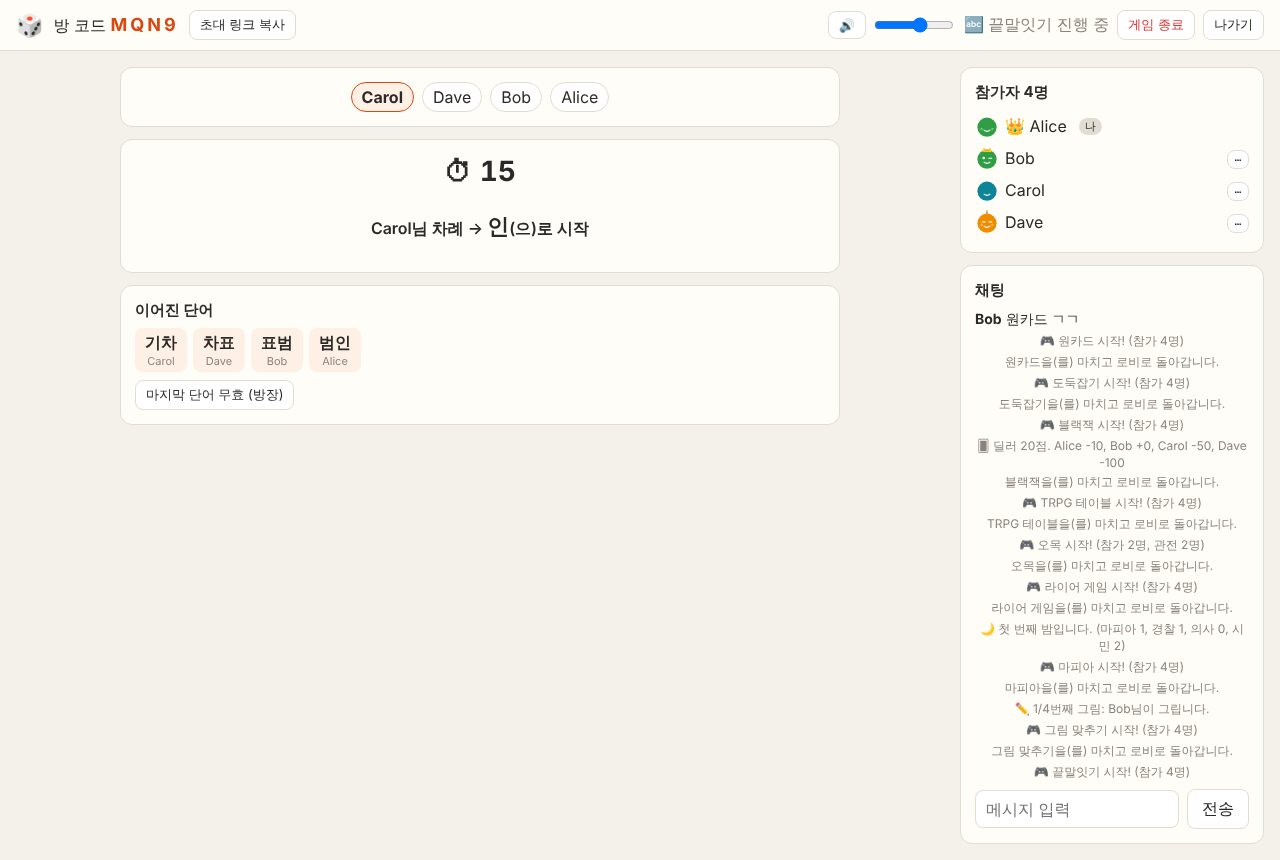 방 코드 MQN9 초대 링크 복사
끝말잇기 진행 중 게임 종료 나가기
Carol Dave Bob Alice
15
Carol님 차례 → 인(으)로 시작
이어진 단어
기차 차표 표범 범인
Carol Dave Bob Alice
마지막 단어 무효 (방장)
참가자 4명
Alice 나
Bob
Carol
Dave
채팅
Bob 원카드 ㄱㄱ
원카드 시작! (참가 4명)
원카드을(를) 마치고 로비로 돌아갑니다.
도둑잡기 시작! (참가 4명)
도둑잡기을(를) 마치고 로비로 돌아갑니다.
블랙잭 시작! (참가 4명)
딜러 20점. Alice -10, Bob +0, Carol -50, Dave
-100
블랙잭을(를) 마치고 로비로 돌아갑니다.
TRPG 테이블 시작! (참가 4명)
TRPG 테이블을(를) 마치고 로비로 돌아갑니다.
오목 시작! (참가 2명, 관전 2명)
오목을(를) 마치고 로비로 돌아갑니다.
라이어 게임 시작! (참가 4명)
라이어 게임을(를) 마치고 로비로 돌아갑니다.
첫 번째 밤입니다. (마피아 1, 경찰 1, 의사 0, 시
민 2)
마피아 시작! (참가 4명)
마피아을(를) 마치고 로비로 돌아갑니다.
1/4번째 그림: Bob님이 그립니다.
그림 맞추기 시작! (참가 4명)
그림 맞추기을(를) 마치고 로비로 돌아갑니다.
끝말잇기 시작! (참가 4명)
메시지 입력 전송